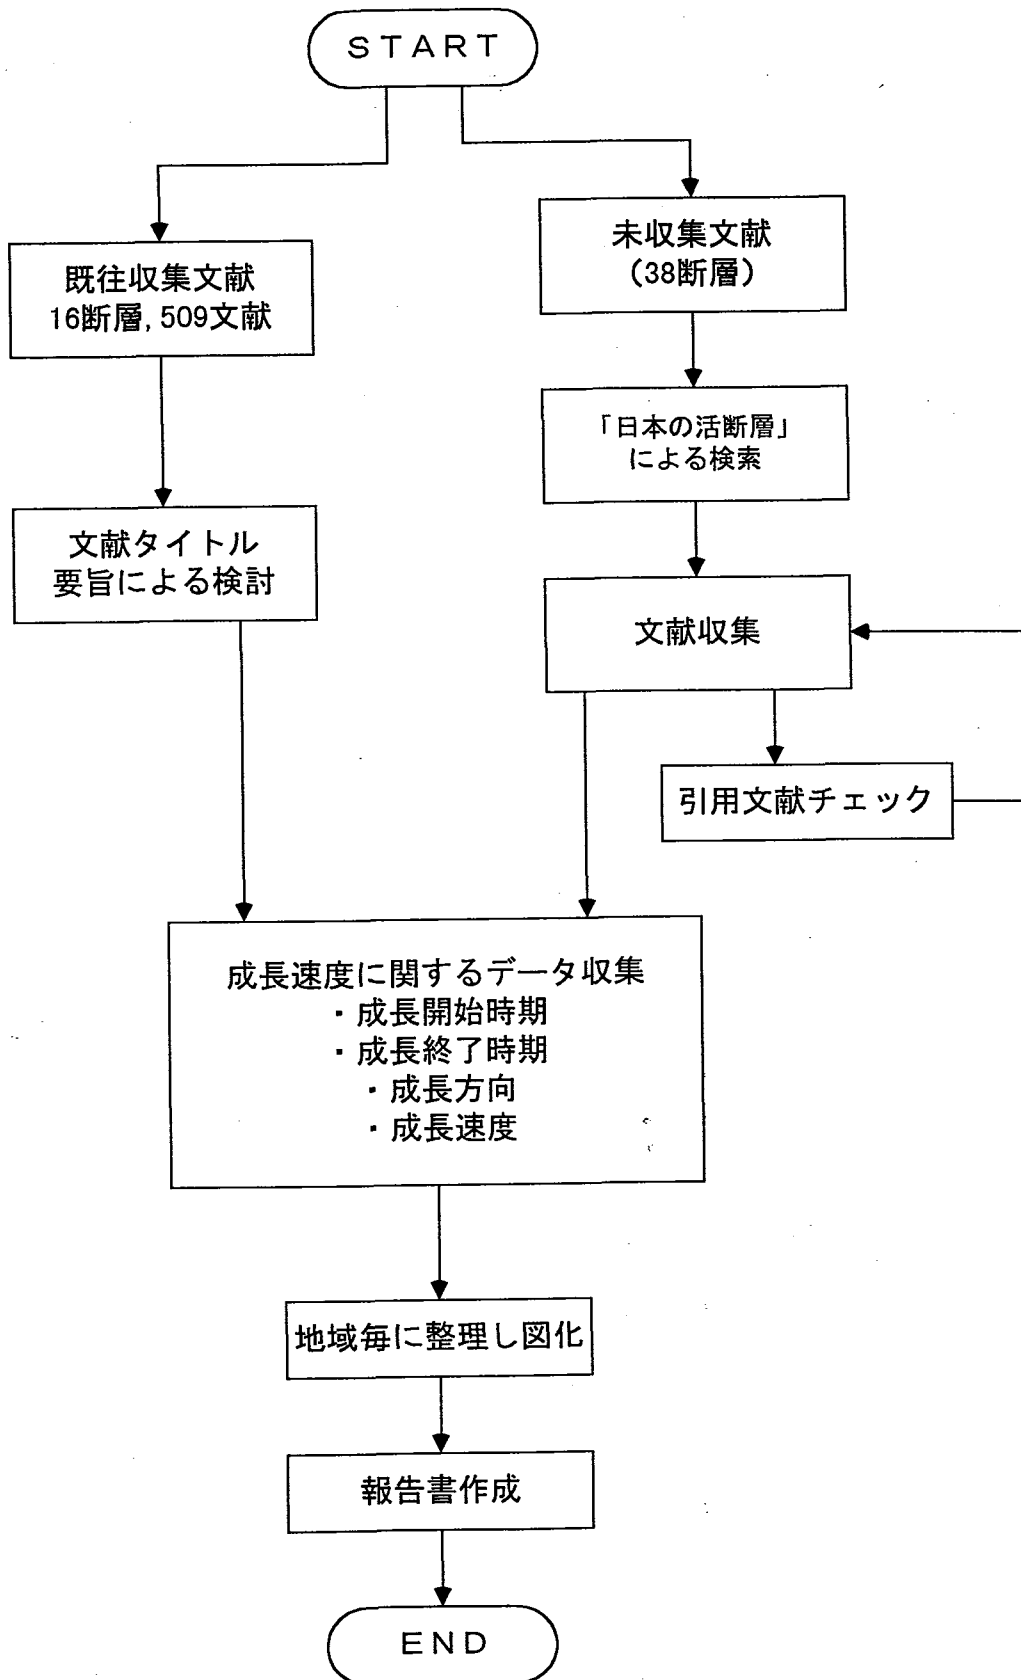 START
既往収集文献
16断層, 509文献
未収集文献
(38断層)
「日本の活断層」
による検索
文献タイトル
要旨による検討
文献収集
引用文献チェック
成長速度に関するデータ収集
・成長開始時期
・成長終了時期
・成長方向
・成長速度
地域毎に整理し図化
報告書作成
END